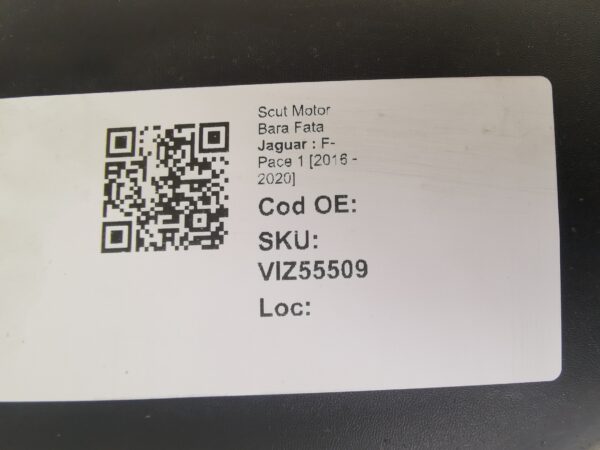 Scut Motor
Bara Fata
Jaguar : F-
Pace 1 [2016 -
2020]
Cod OE:
SKU:
VIZ55509
Loc: